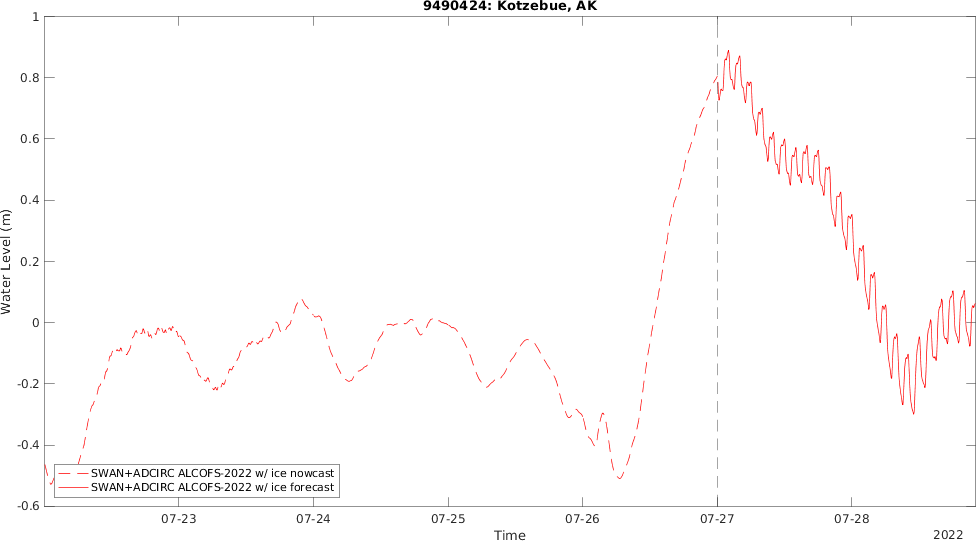 9490424: Kotzebue, AK
1
0.8
0.6
0.4
0.2
0
-0.2
-0.4
-0.6
Water Level (m)
SWAN+ADCIRC ALCOFS-2022 w/ ice nowcast
SWAN+ADCIRC ALCOFS-2022 w/ ice forecast
07-23 07-24 07-25 07-26 07-27 07-28
Time
2022